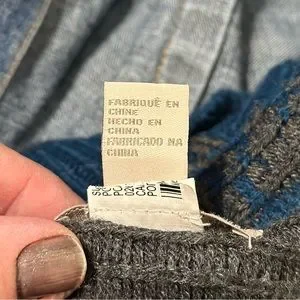 FABRIQUÉ EN
CHINE
HECHO EN
CHINA
FABRICADO NA
CHINA